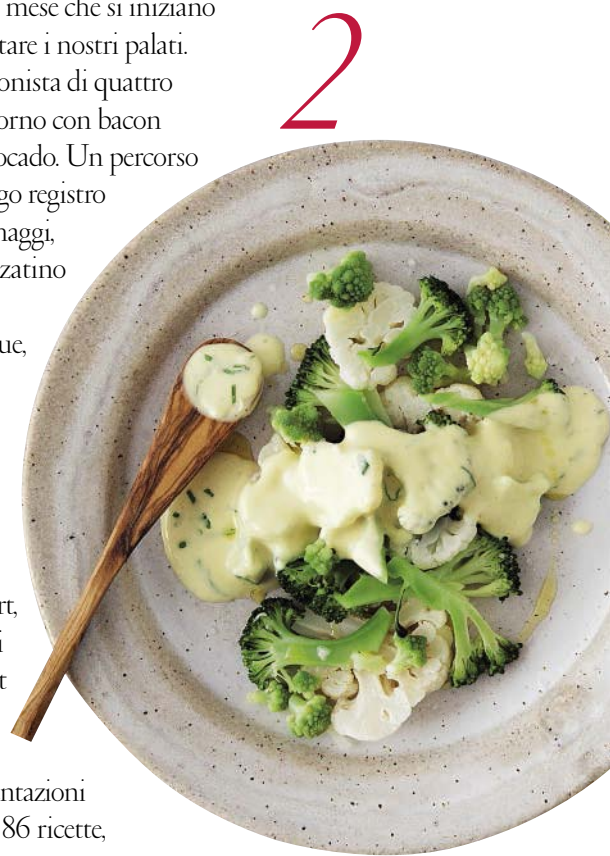 mese che si iniziano
tare i nostri palati.
onista di quattro
orno con bacon
ocado. Un percorso
go registro
naggi,
zatino
ue,
rt,
i
t
ntazioni
86 ricette,
2